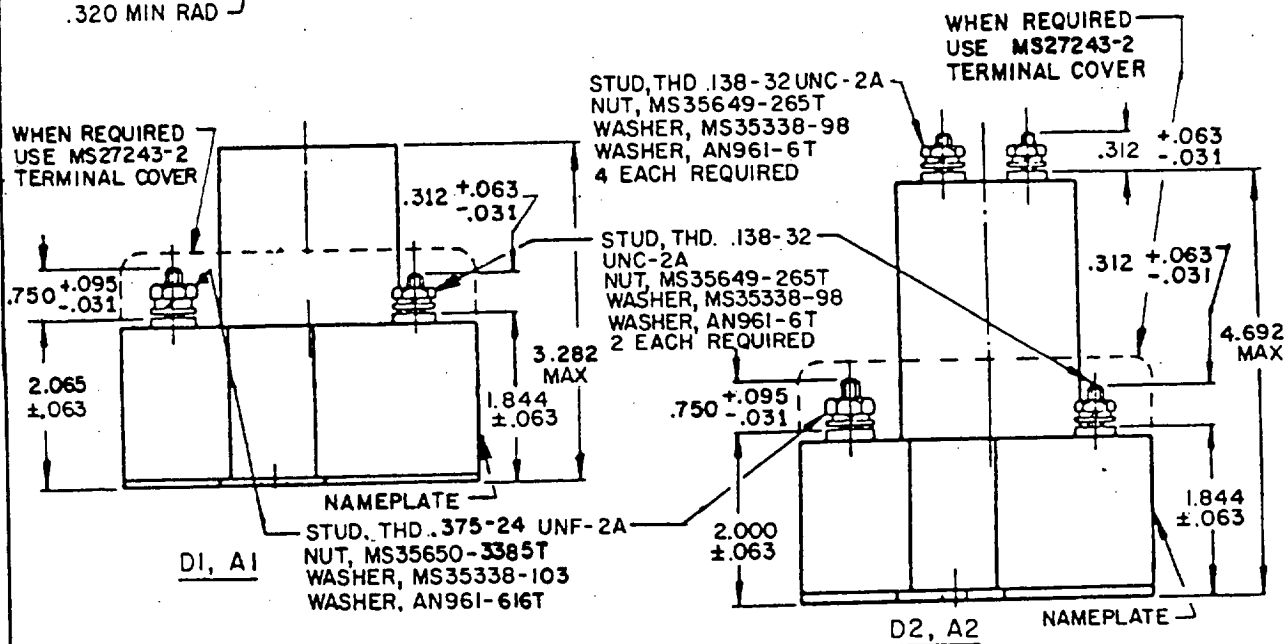 .320 MIN RAD
WHEN REQUIRED
USE MS27243-2
TERMINAL COVER
.312 +.063
-.031
.750 +.095
-.031
2.065
±.063
1.844
±.063
3.282
MAX
NAMEPLATE
D1, A1
STUD, THD .138-32 UNC-2A
NUT, MS35649-265T
WASHER, MS35338-98
WASHER, AN961-6T
4 EACH REQUIRED
STUD, THD. .138-32
UNC-2A
NUT, MS35649-265T
WASHER, MS35338-98
WASHER, AN961-6T
2 EACH REQUIRED
STUD, THD. .375-24 UNF-2A
NUT, MS35650-3385T
WASHER, MS35338-103
WASHER, AN961-616T
WHEN REQUIRED
USE MS27243-2
TERMINAL COVER
.312 +.063
-.031
.312 +.063
-.031
4.692
MAX
.750 +.095
-.031
2.000
±.063
1.844
±.063
D2, A2
NAMEPLATE